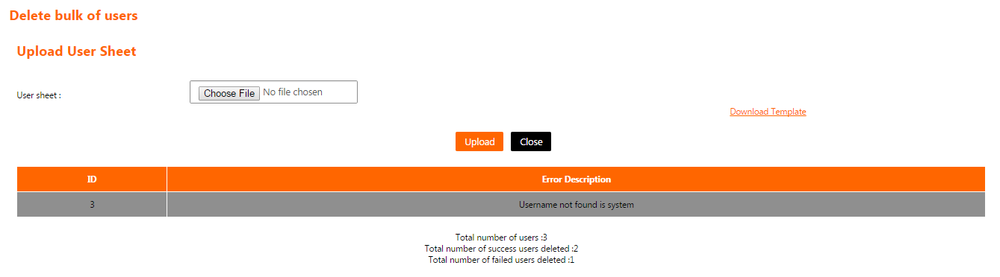 Delete bulk of users
Upload User Sheet
User sheet :
Choose File No file chosen
Download Template
Upload Close
ID Error Description
3 Username not found is system
Total number of users :3
Total number of success users deleted :2
Total number of failed users deleted :1